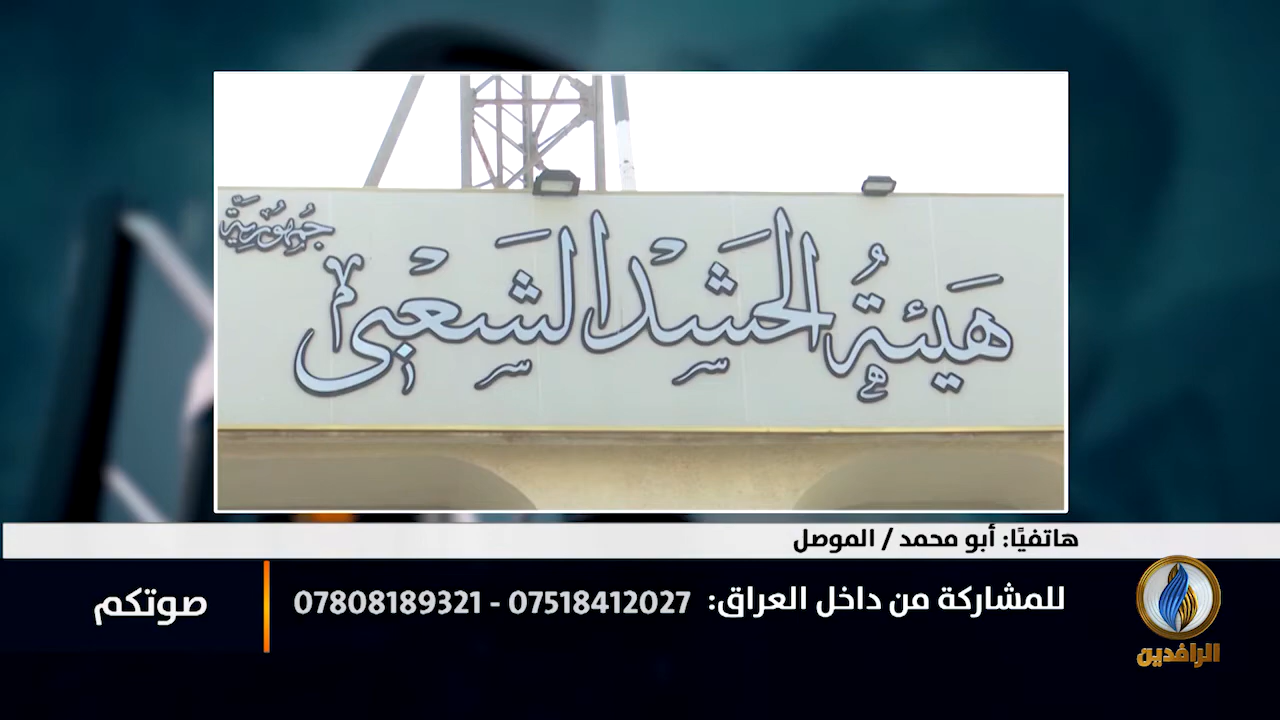 جمهورية
هيئة الحشد الشعبي
هاتفيًا: أبو محمد / الموصل
للمشاركة من داخل العراق: 07518412027 - 07808189321
صوتكم
الرافدين